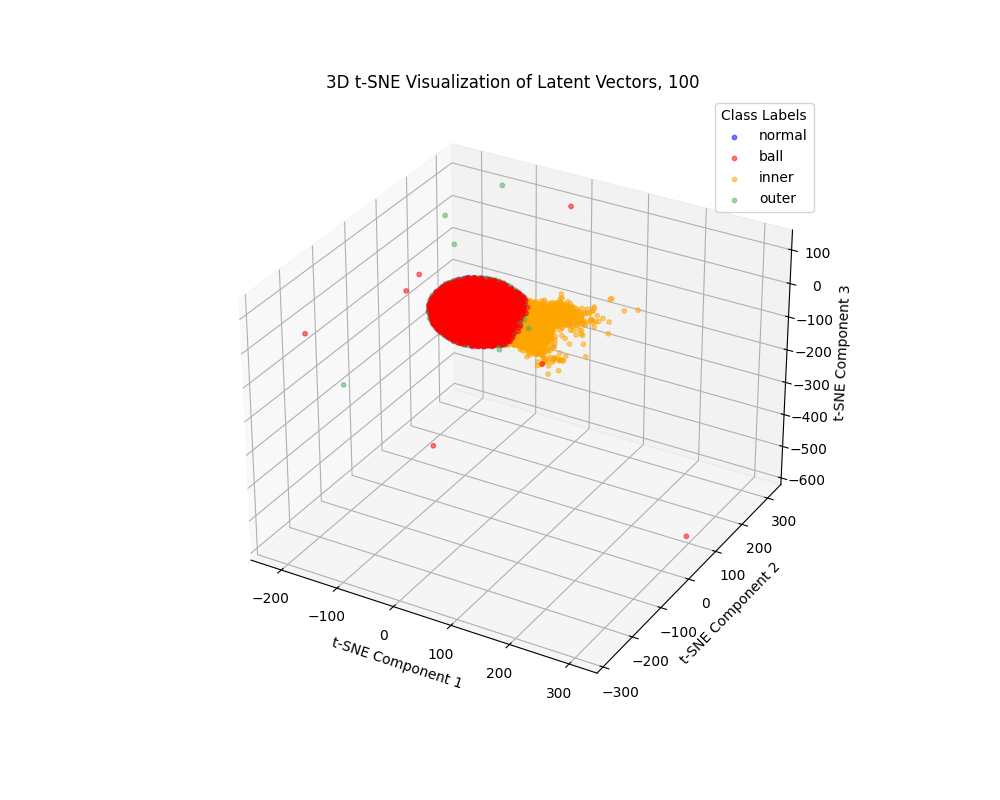 3D t-SNE Visualization of Latent Vectors, 100
Class Labels
normal
ball
inner
outer
100
0
−100
−200
−300
−400
−500
−600
t-SNE Component 3
300
200
100
0
−100
−200
−300
t-SNE Component 2
−200
−100
0
100
200
300
t-SNE Component 1